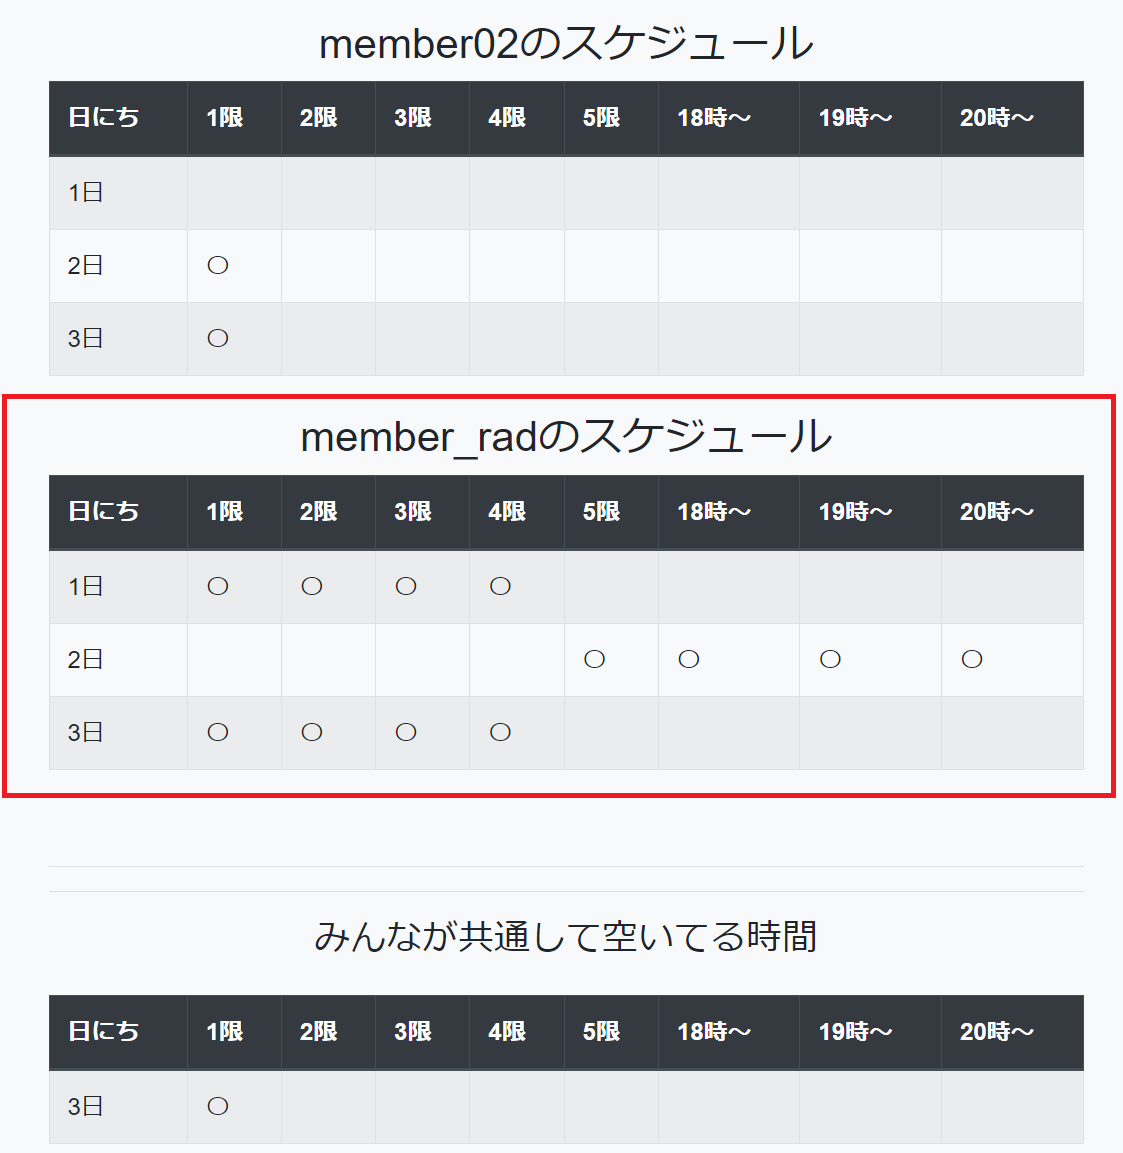 member02のスケジュール
日にち 1限 2限 3限 4限 5限 18時～ 19時～ 20時～
1日
2日 〇
3日 〇
member_radのスケジュール
日にち 1限 2限 3限 4限 5限 18時～ 19時～ 20時～
1日 〇 〇 〇 〇
2日 〇 〇 〇 〇
3日 〇 〇 〇 〇
みんなが共通して空いてる時間
日にち 1限 2限 3限 4限 5限 18時～ 19時～ 20時～
3日 〇